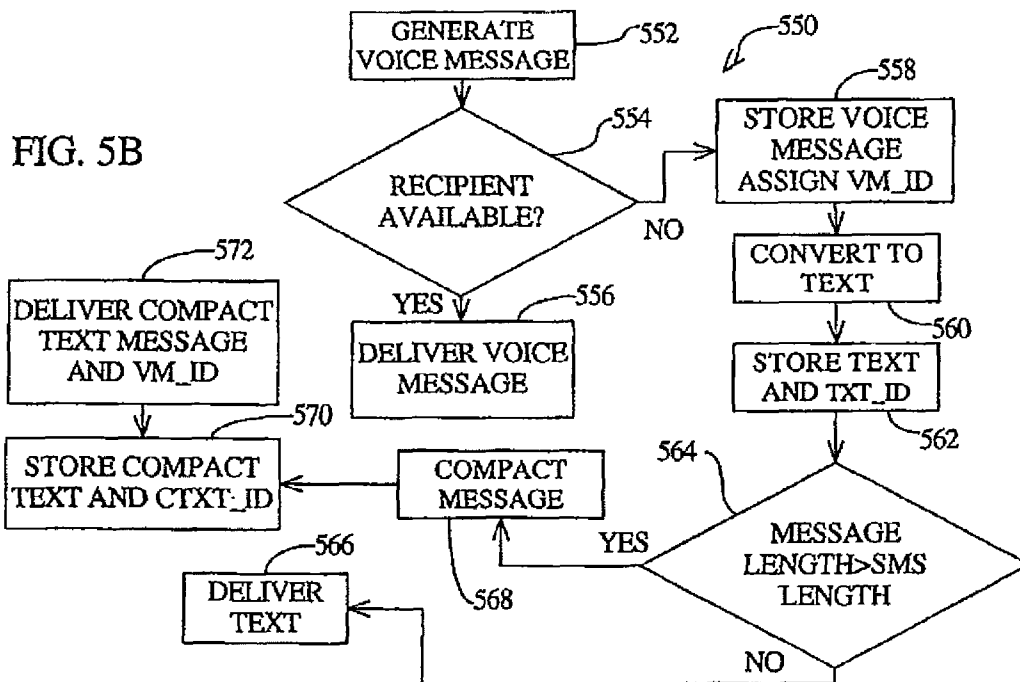 GENERATE
VOICE MESSAGE
552
550
558
STORE VOICE
MESSAGE
ASSIGN VM_ID
554
FIG. 5B
RECIPIENT
AVAILABLE?
NO
CONVERT TO
TEXT
560
572
DELIVER COMPACT
TEXT MESSAGE
AND VM_ID
YES
556
DELIVER VOICE
MESSAGE
STORE TEXT
AND TXT_ID
562
570
STORE COMPACT
TEXT AND CTXT_ID
COMPACT
MESSAGE
568
564
YES
MESSAGE
LENGTH>SMS
LENGTH
566
DELIVER
TEXT
NO